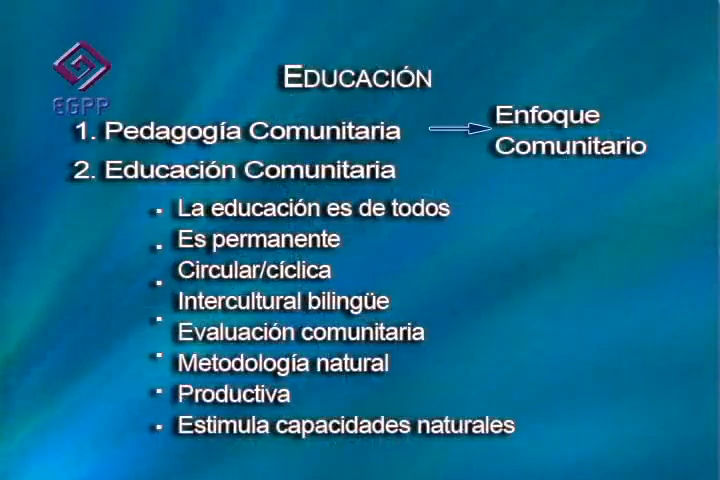 EDUCACIÓN
EGPP
1. Pedagogía Comunitaria
Enfoque
Comunitario
2. Educación Comunitaria
La educación es de todos
Es permanente
Circular/cíclica
Intercultural bilingüe
Evaluación comunitaria
Metodología natural
Productiva
Estimula capacidades naturales